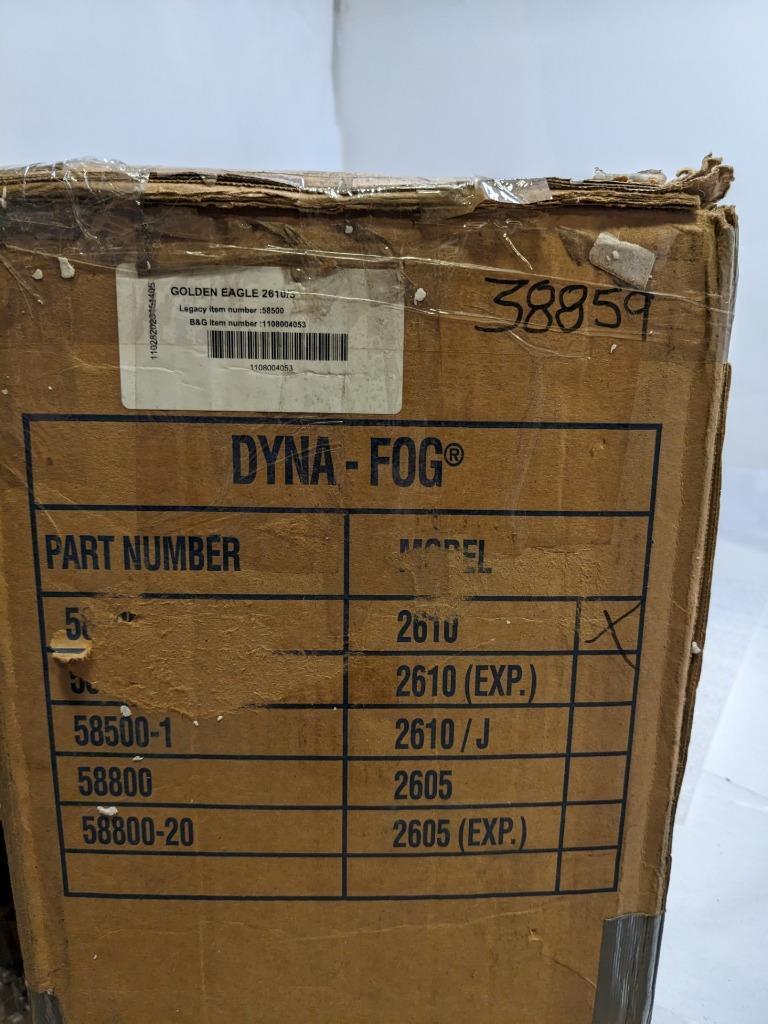 GOLDEN EAGLE 2610/
38859
Legacy item number :58500
B&G item number :1108004053
1108004053
DYNA - FOG®
PART NUMBER MODEL
2610 X
2610 (EXP.)
58500-1 2610 / J
58800 2605
58800-20 2605 (EXP.)